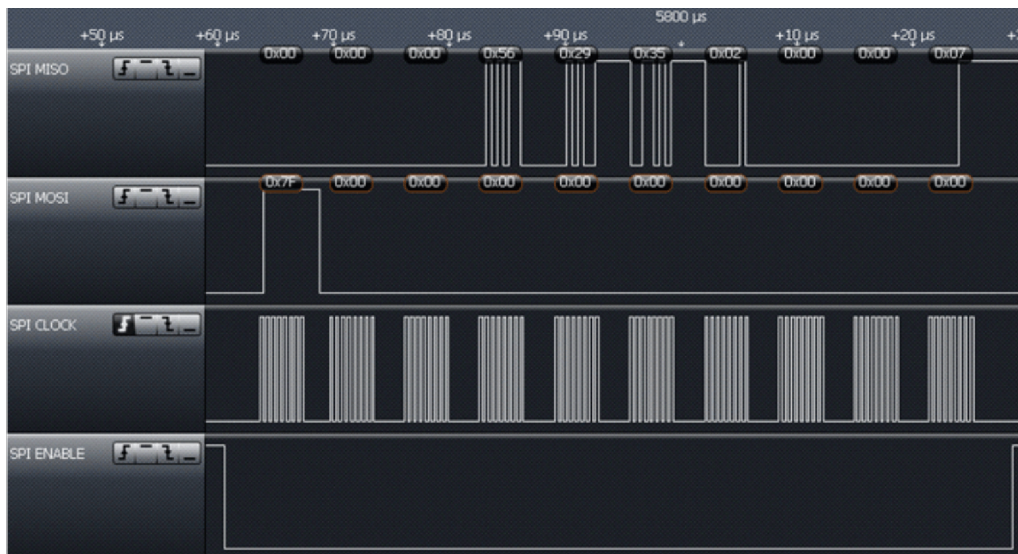 5800 µs
+50 µs +60 µs +70 µs +80 µs +90 µs +10 µs +20 µs
SPI MISO 0x00 0x00 0x00 0x56 0x29 0x35 0x02 0x00 0x00 0x07
SPI MOSI 0x7F 0x00 0x00 0x00 0x00 0x00 0x00 0x00 0x00 0x00
SPI CLOCK
SPI ENABLE